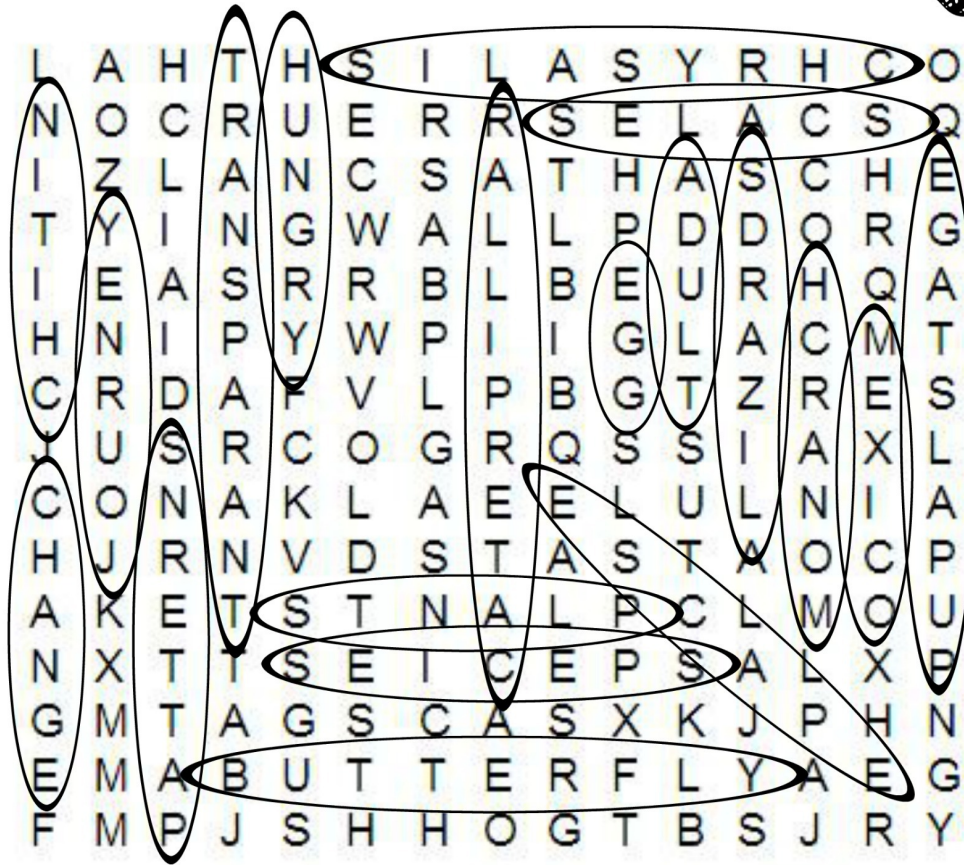 L A H T H S I L A S Y R H C O
N O C R U E R R S E L A C S Q
I Z L A N C S A T H A S C H E
T Y I N G W A L L P D D O R G
I E A S R R B L B E U R H Q A
H N I P Y W P I I G L A C M T
C R D A F V L P B G T Z R E S
J U S R C O G R Q S S I A X L
C O N A K L A E E L U L N I A
H J R N V D S T A S T A O C P
A K E T S T N A L P C L M O U
N X T T S E I C E P S A L X P
G M T A G S C A S X K J P H N
E M A B U T T E R F L Y A E G
F M P J S H H O G T B S J R Y